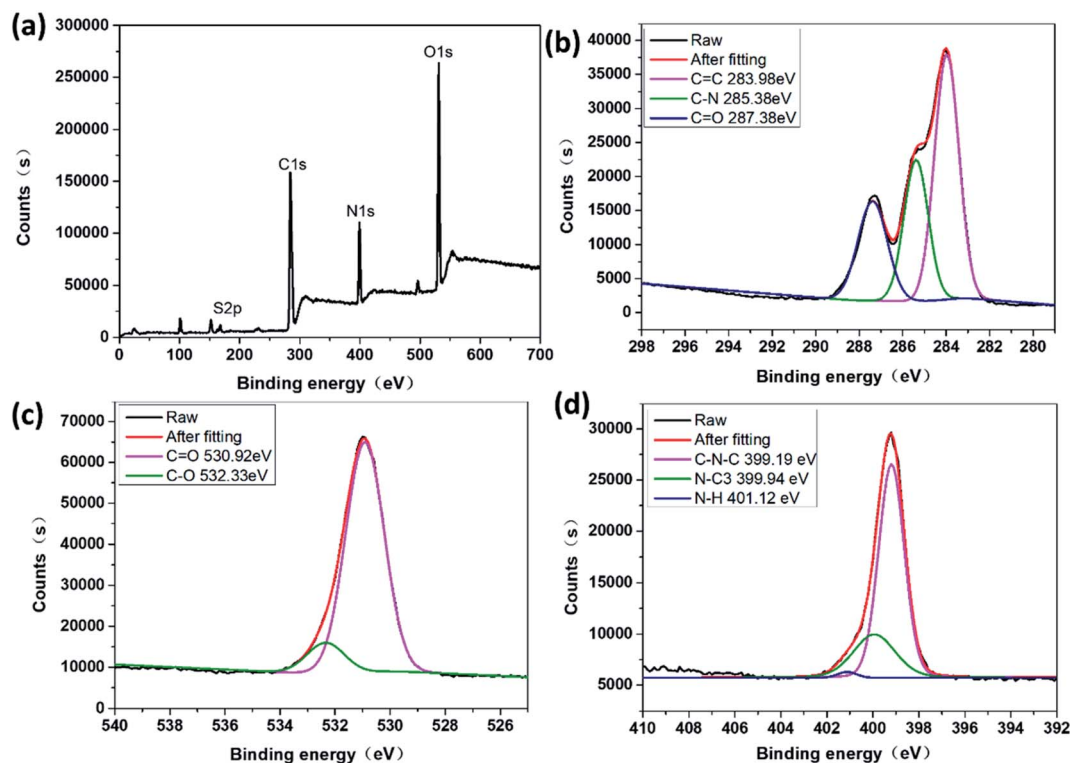 (a)
300000
250000
200000
150000
100000
50000
0
Counts (s)
O1s
C1s
N1s
S2p
0 100 200 300 400 500 600 700
Binding energy (eV)
(b)
40000
35000
30000
25000
20000
15000
10000
5000
0
Counts (s)
Raw
After fitting
C=C 283.98eV
C-N 285.38eV
C=O 287.38eV
298 296 294 292 290 288 286 284 282 280
Binding energy (eV)
(c)
70000
60000
50000
40000
30000
20000
10000
0
Counts (s)
Raw
After fitting
C=O 530.92eV
C-O 532.33eV
540 538 536 534 532 530 528 526
Binding energy (eV)
(d)
30000
25000
20000
15000
10000
5000
Counts (s)
Raw
After fitting
C-N-C 399.19 eV
N-C3 399.94 eV
N-H 401.12 eV
410 408 406 404 402 400 398 396 394 392
Binding energy (eV)